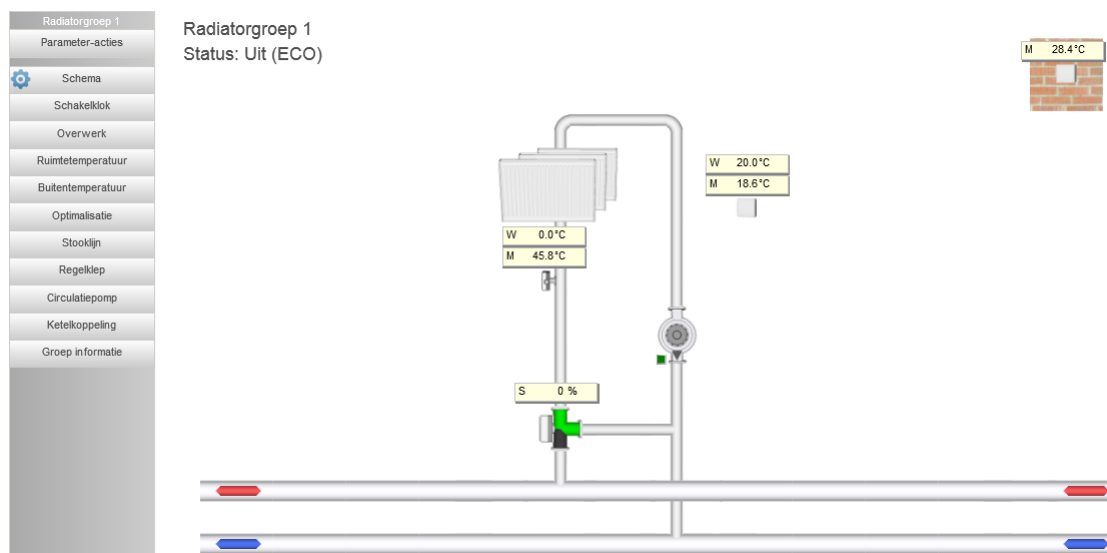 Radiatorgroep 1
Parameter-acties
Schema
Schakelklok
Overwerk
Ruimtetemperatuur
Buitentemperatuur
Optimalisatie
Stooklijn
Regelklep
Circulatiepomp
Ketelkoppeling
Groep informatie
Radiatorgroep 1
Status: Uit (ECO)
M 28.4°C
W 20.0°C
M 18.6°C
W 0.0°C
M 45.8°C
S 0 %